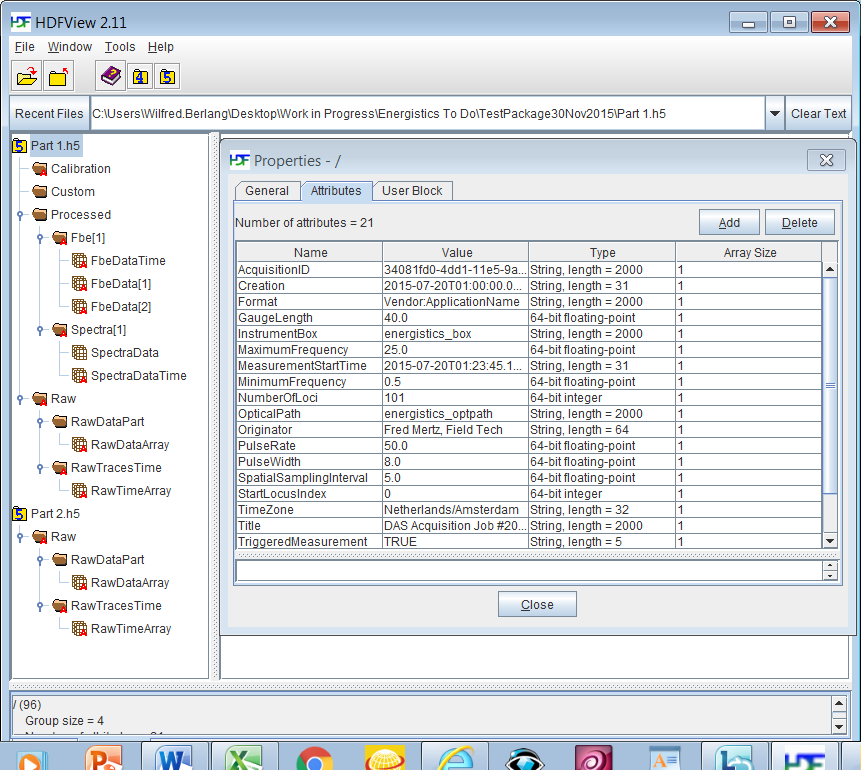 HDF HDFView 2.11
File Window Tools Help
4 5
Recent Files C:\Users\Wilfred.Berlang\Desktop\Work in Progress\Energistics To Do\TestPackage30Nov2015\Part 1.h5 Clear Text
5 Part 1.h5
Calibration
Custom
Processed
Fbe[1]
FbeDataTime
FbeData[1]
FbeData[2]
Spectra[1]
SpectraData
SpectraDataTime
Raw
RawDataPart
RawDataArray
RawTracesTime
RawTimeArray
5 Part 2.h5
Raw
RawDataPart
RawDataArray
RawTracesTime
RawTimeArray
HDF Properties - /
General Attributes User Block
Number of attributes = 21 Add Delete
Name Value Type Array Size
AcquisitionID 34081fd0-4dd1-11e5-9a... String, length = 2000 1
Creation 2015-07-20T01:00:00.0... String, length = 31 1
Format Vendor:ApplicationName String, length = 2000 1
GaugeLength 40.0 64-bit floating-point 1
InstrumentBox energistics_box String, length = 2000 1
MaximumFrequency 25.0 64-bit floating-point 1
MeasurementStartTime 2015-07-20T01:23:45.1... String, length = 31 1
MinimumFrequency 0.5 64-bit floating-point 1
NumberOfLoci 101 64-bit integer 1
OpticalPath energistics_optpath String, length = 2000 1
Originator Fred Mertz, Field Tech String, length = 64 1
PulseRate 50.0 64-bit floating-point 1
PulseWidth 8.0 64-bit floating-point 1
SpatialSamplingInterval 5.0 64-bit floating-point 1
StartLocusIndex 0 64-bit integer 1
TimeZone Netherlands/Amsterdam String, length = 32 1
Title DAS Acquisition Job #20... String, length = 2000 1
TriggeredMeasurement TRUE String, length = 5 1
Close
/ (96)
Group size = 4